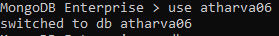 MongoDB Enterprise > use atharva06
switched to db atharva06